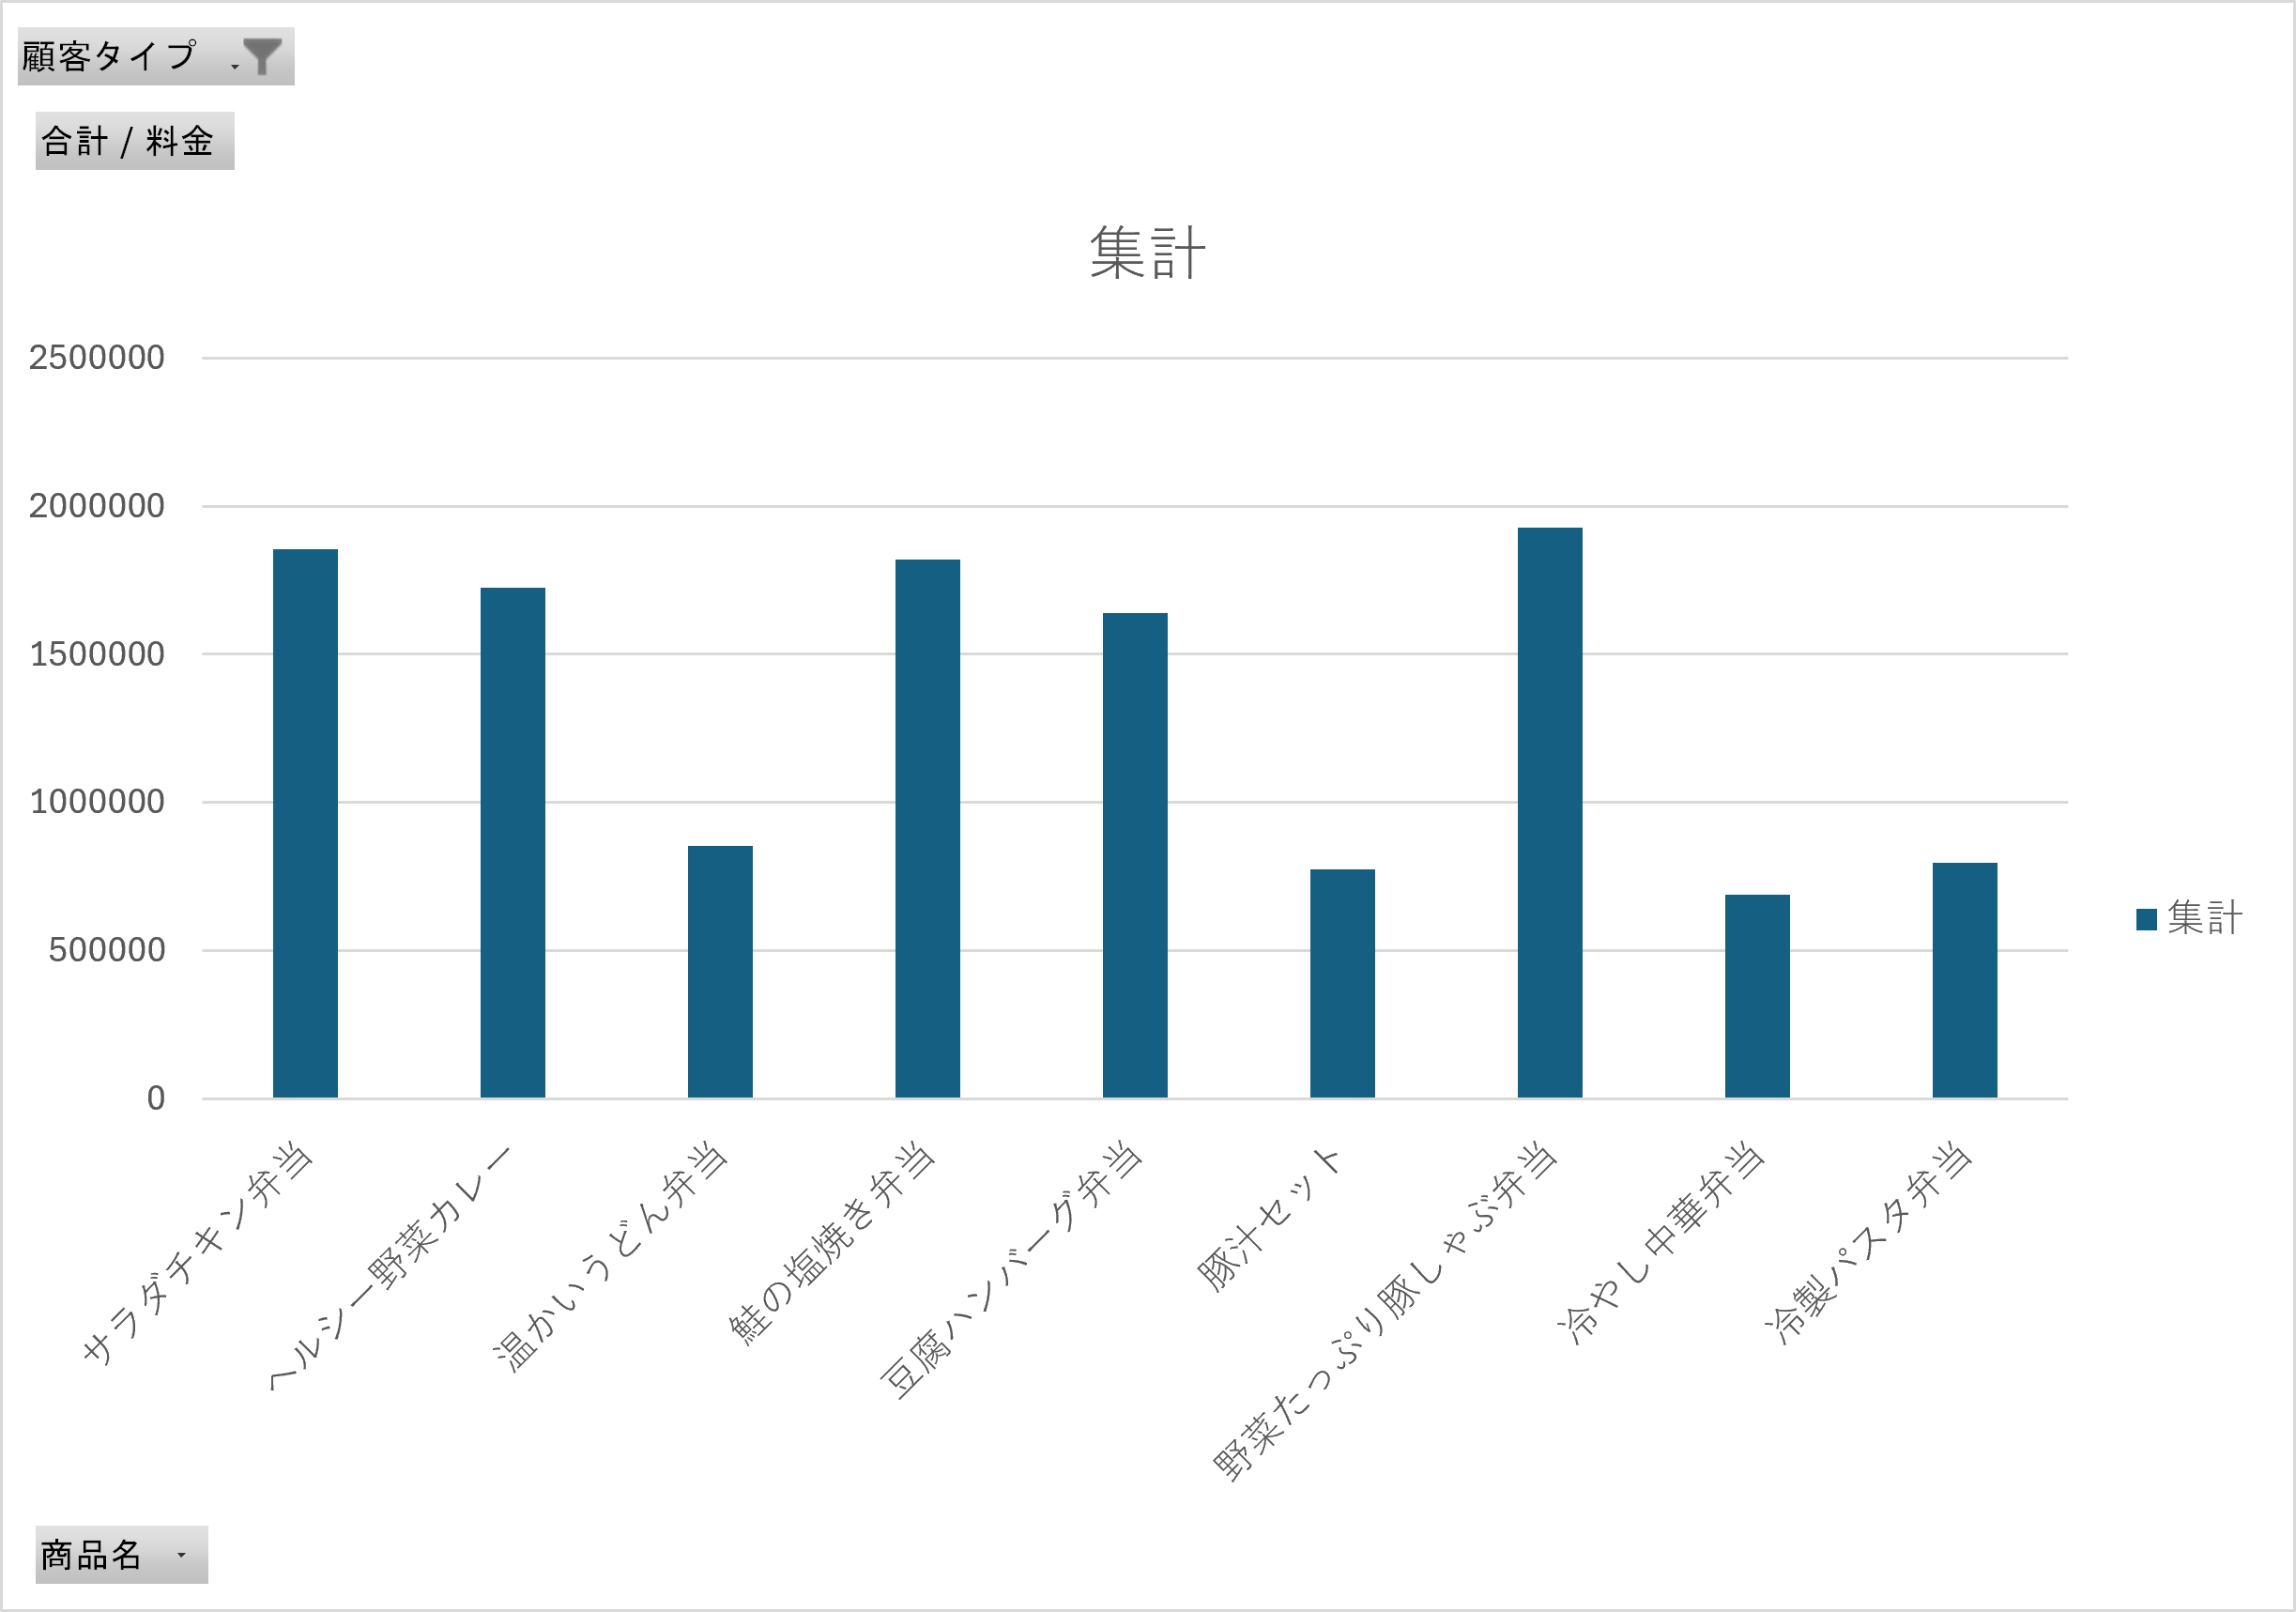 顧客タイプ
合計 / 料金
集計
2500000
2000000
1500000
1000000
500000
0
集計
サラダチキン弁当
ヘルシー野菜カレー
温かいうどん弁当
鮭の塩焼き弁当
豆腐ハンバーグ弁当
豚汁セット
野菜たっぷり豚しゃぶ弁当
冷やし中華弁当
冷製パスタ弁当
商品名